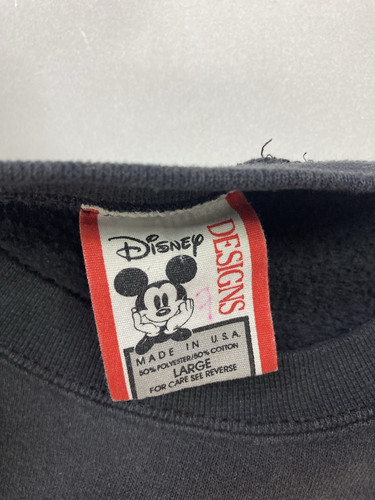 Disney
DESIGNS
MADE IN U.S.A.
50% POLYESTER/50% COTTON
LARGE
FOR CARE SEE REVERSE